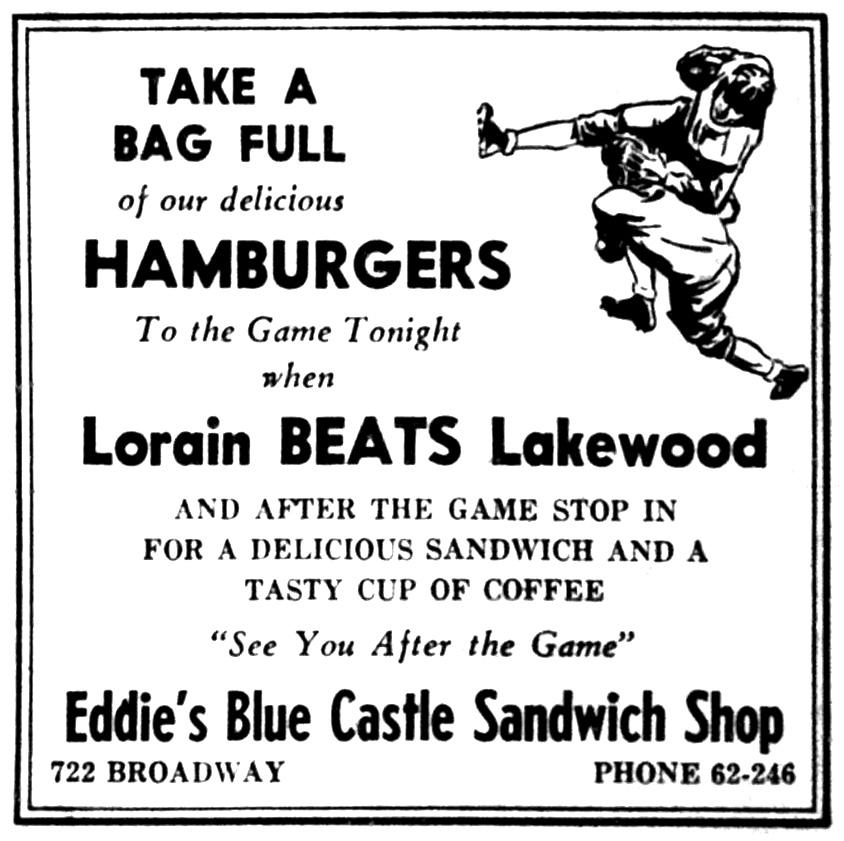 TAKE A
BAG FULL
of our delicious
HAMBURGERS
To the Game Tonight
when
Lorain BEATS Lakewood
AND AFTER THE GAME STOP IN
FOR A DELICIOUS SANDWICH AND A
TASTY CUP OF COFFEE
“See You After the Game”
Eddie's Blue Castle Sandwich Shop
722 BROADWAY PHONE 62-246